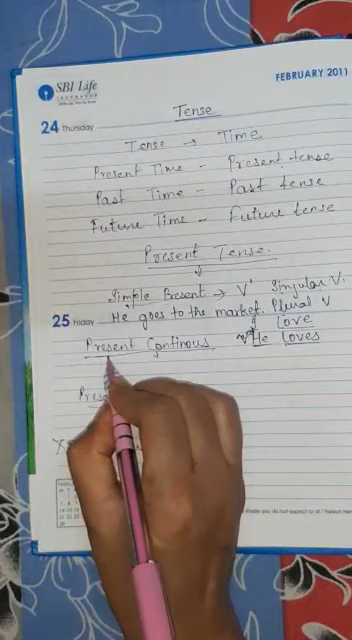 SBI Life
INSURANCE
FEBRUARY 2011
24 Thursday
Tense
Tense → Time
Present Time - Present tense
Past Time - Past tense
Future Time - Future tense
Present Tense.
↓
Simple Present → V' Singular V.
25 Friday
He goes to the market. Plural V
Love
Present Continous He Loves
Pres